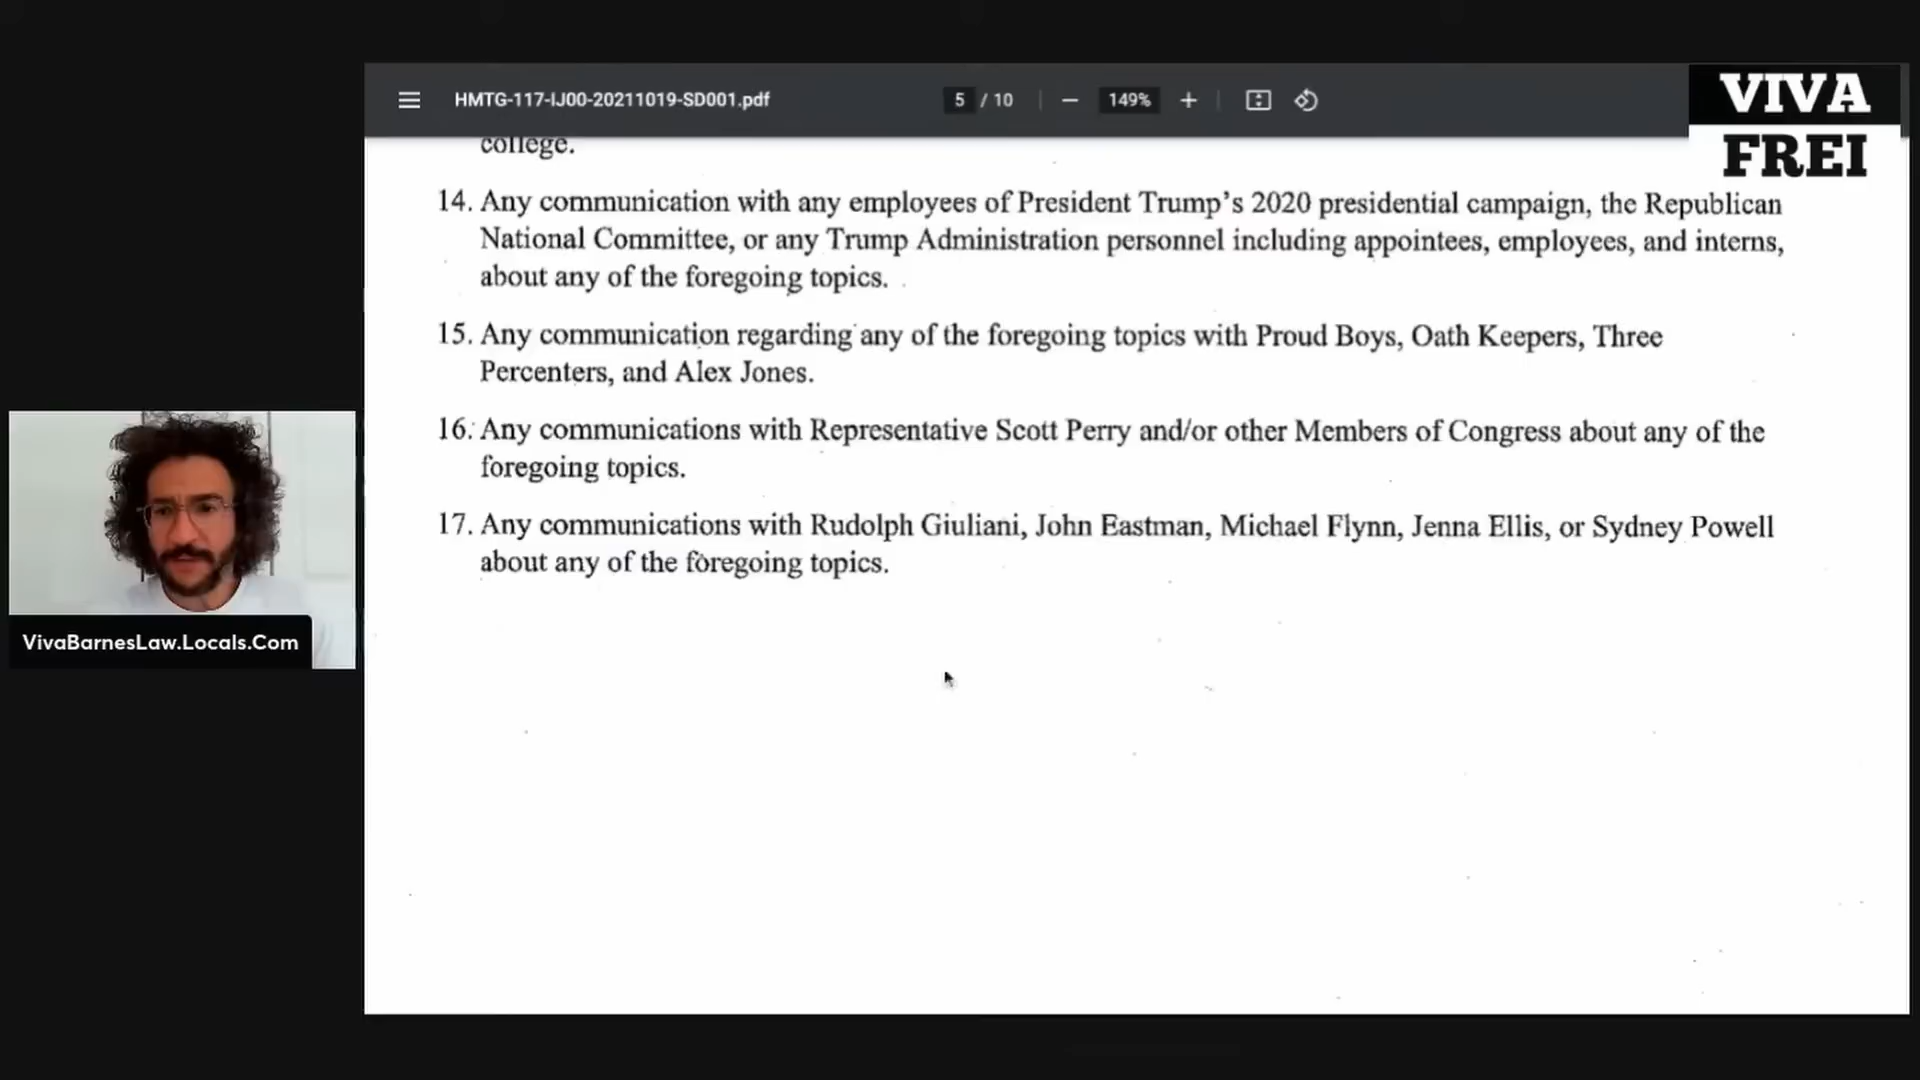 HMTG-117-IJ00-20211019-SD001.pdf
5 / 10
149%
VIVA
FREI
college.
14. Any communication with any employees of President Trump's 2020 presidential campaign, the Republican
National Committee, or any Trump Administration personnel including appointees, employees, and interns,
about any of the foregoing topics.
15. Any communication regarding any of the foregoing topics with Proud Boys, Oath Keepers, Three
Percenters, and Alex Jones.
16. Any communications with Representative Scott Perry and/or other Members of Congress about any of the
foregoing topics.
17. Any communications with Rudolph Giuliani, John Eastman, Michael Flynn, Jenna Ellis, or Sydney Powell
about any of the foregoing topics.
VivaBarnesLaw.Locals.Com